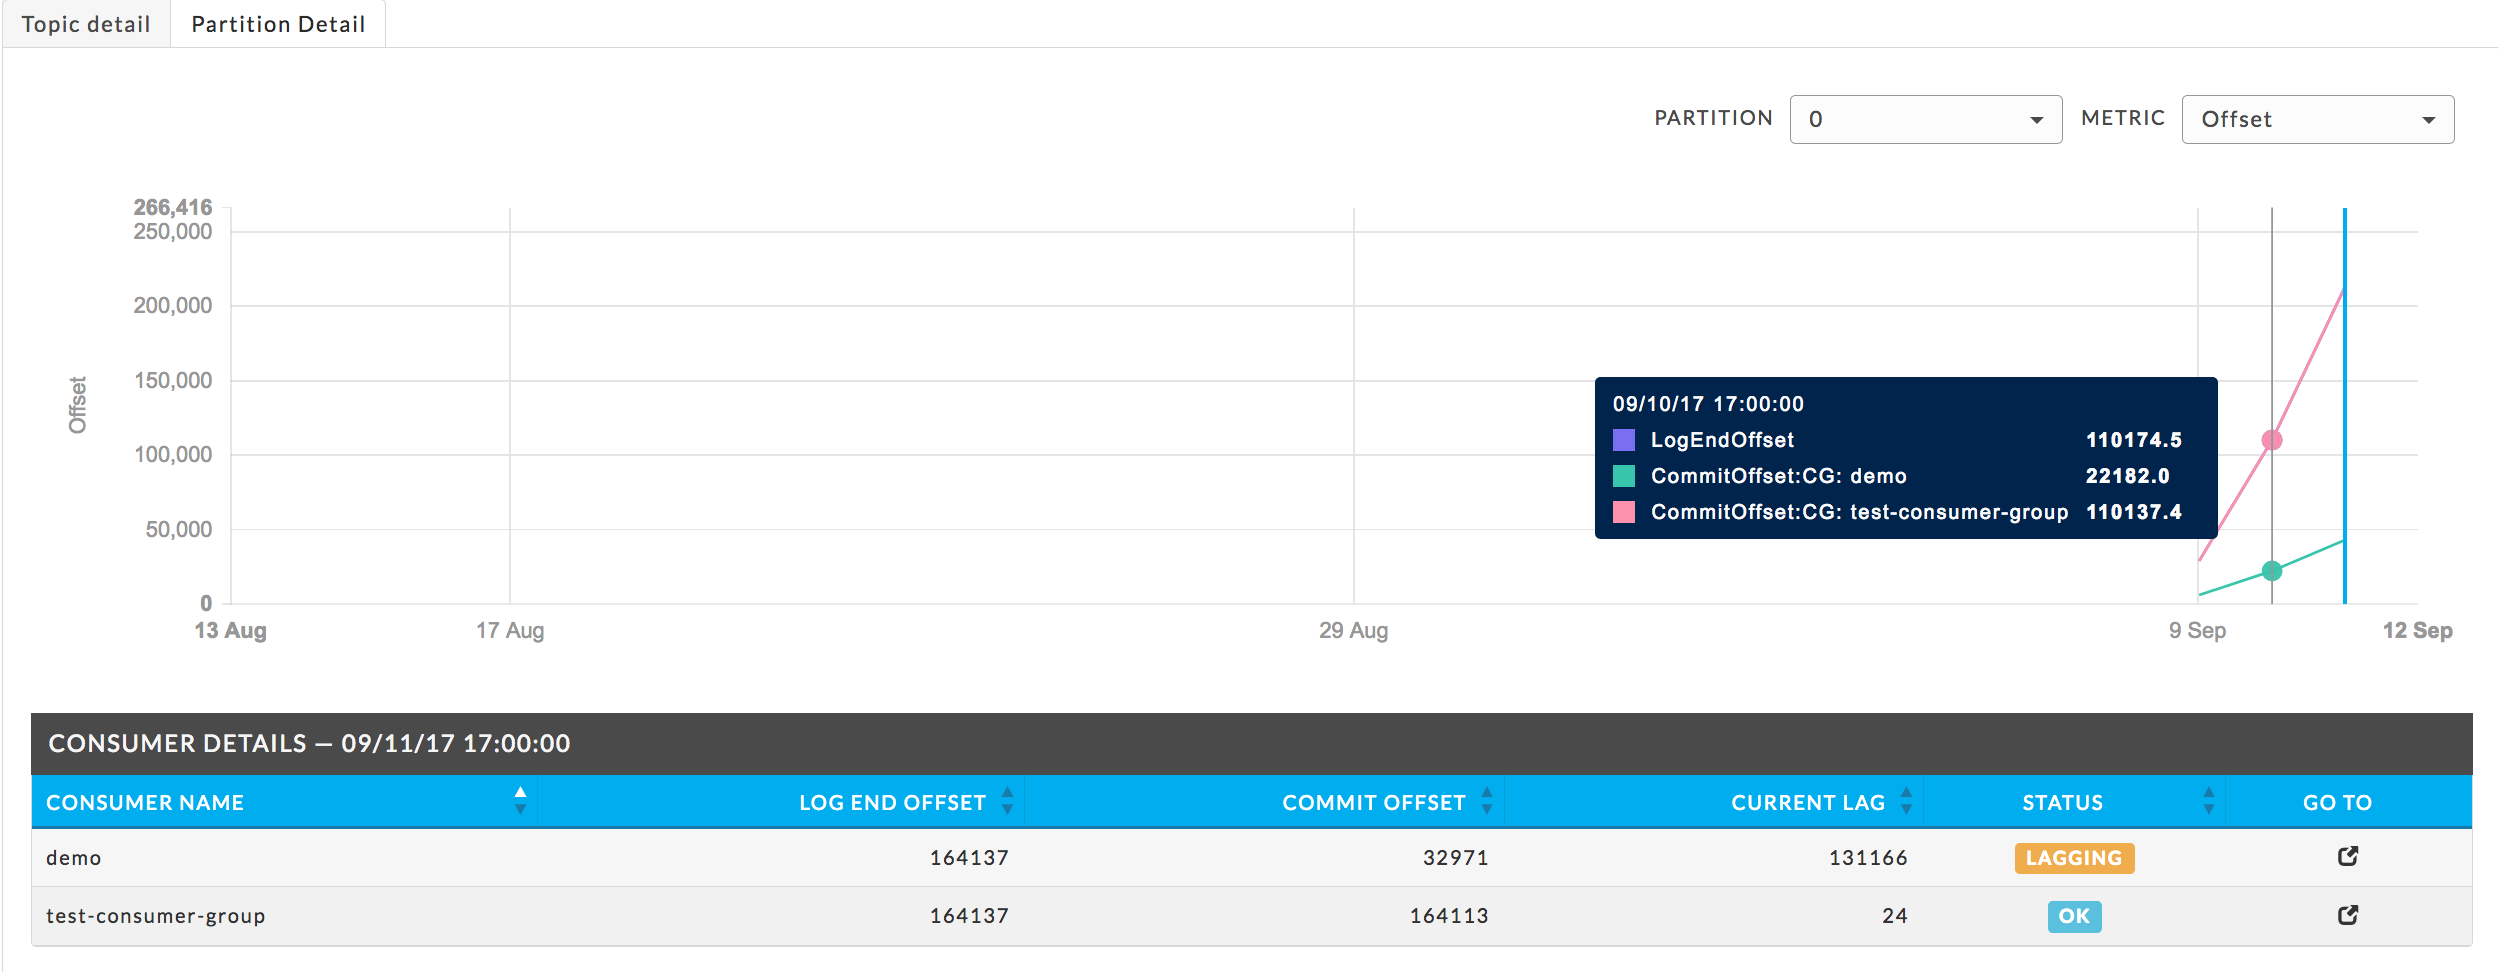 Topic detail Partition Detail
PARTITION 0 METRIC Offset
266,416
250,000
200,000
150,000
100,000
50,000
0
Offset
13 Aug 17 Aug 29 Aug 9 Sep 12 Sep
09/10/17 17:00:00
LogEndOffset 110174.5
CommitOffset:CG: demo 22182.0
CommitOffset:CG: test-consumer-group 110137.4
CONSUMER DETAILS — 09/11/17 17:00:00
CONSUMER NAME LOG END OFFSET COMMIT OFFSET CURRENT LAG STATUS GO TO
demo 164137 32971 131166 LAGGING
test-consumer-group 164137 164113 24 OK